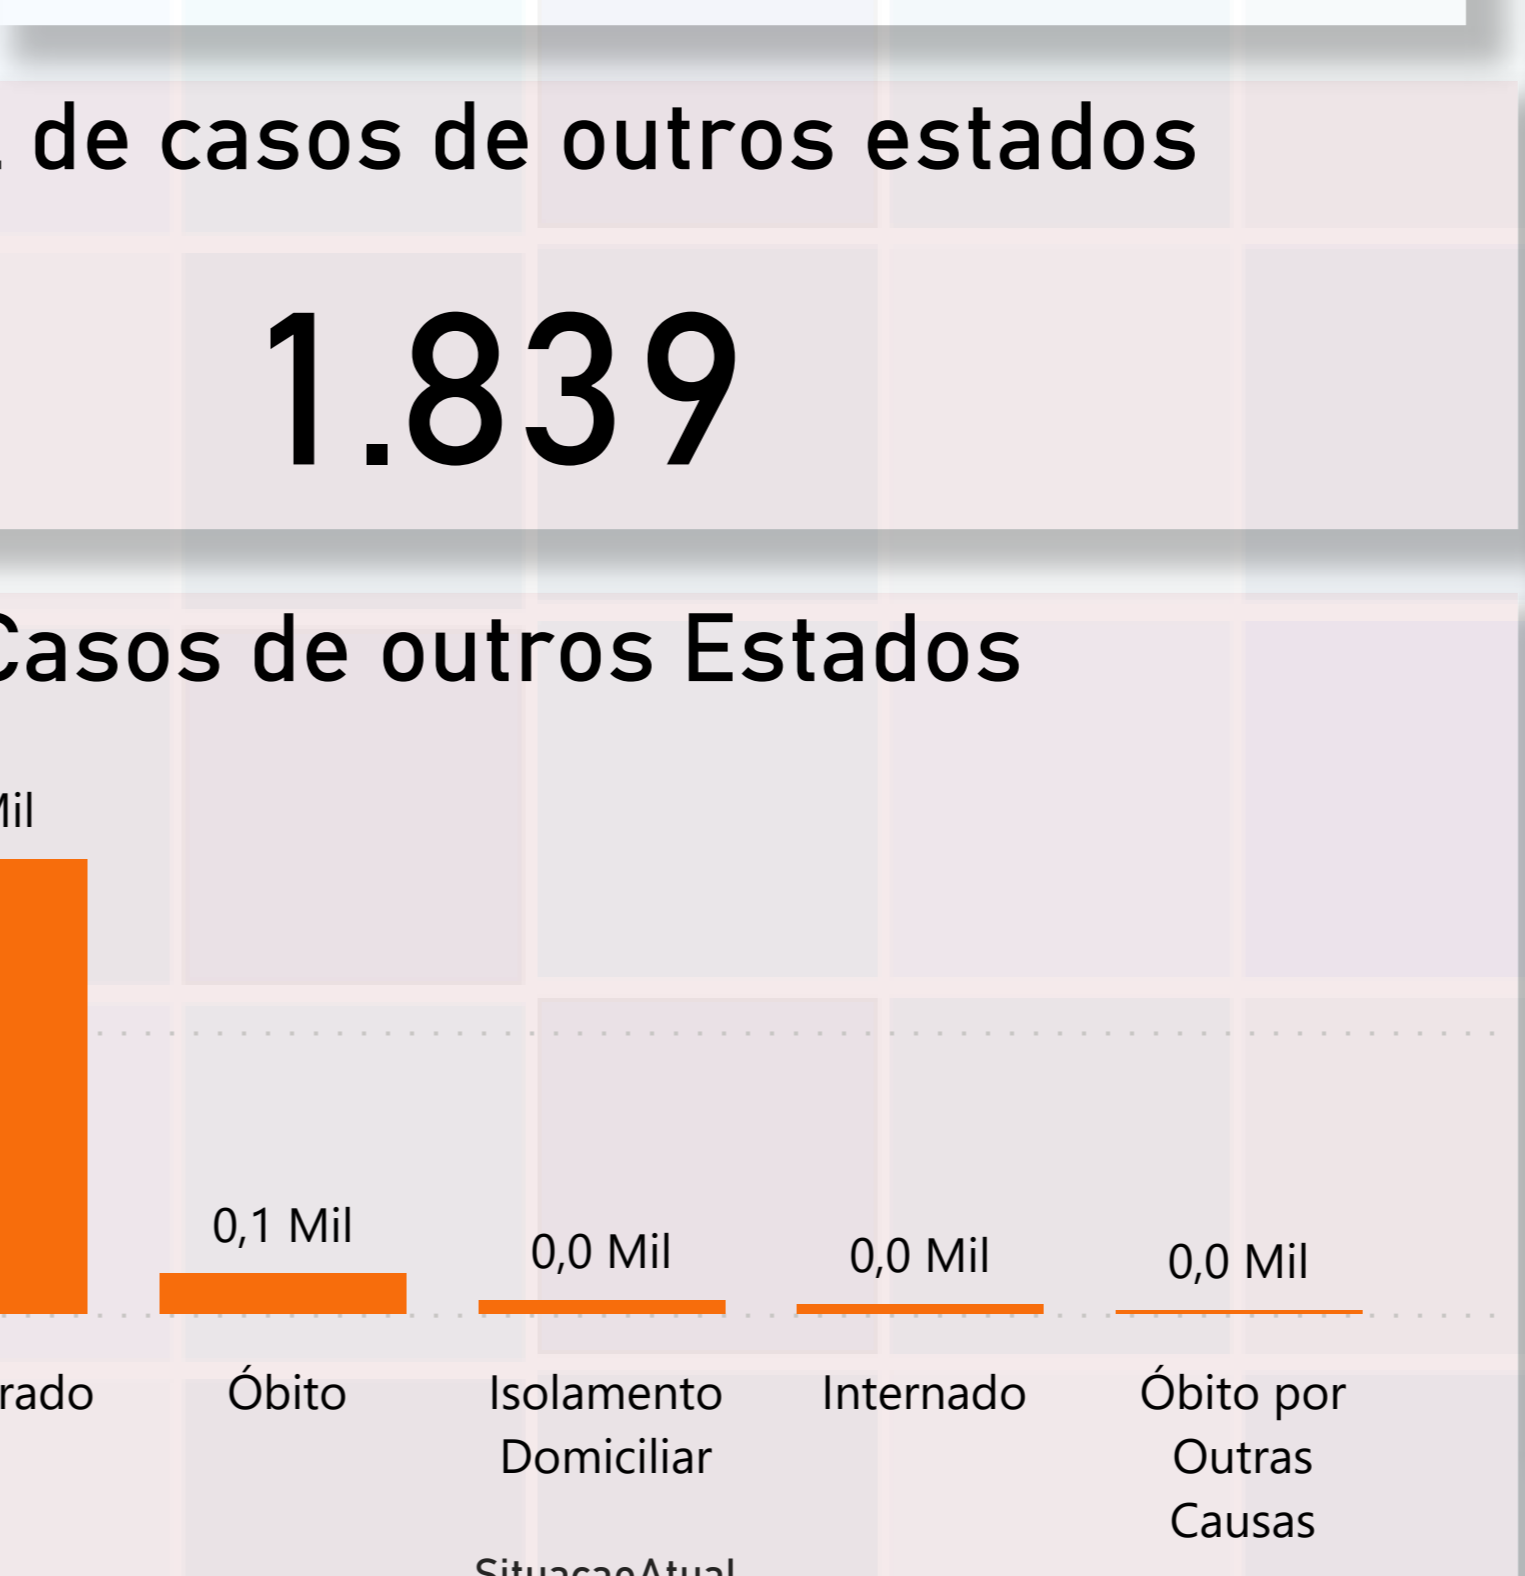 de casos de outros estados
1.839
Casos de outros Estados
0,1 Mil
0,0 Mil
0,0 Mil
0,0 Mil
Óbito
Isolamento
Domiciliar
Internado
Óbito por
Outras
Causas
SituacaoAtual